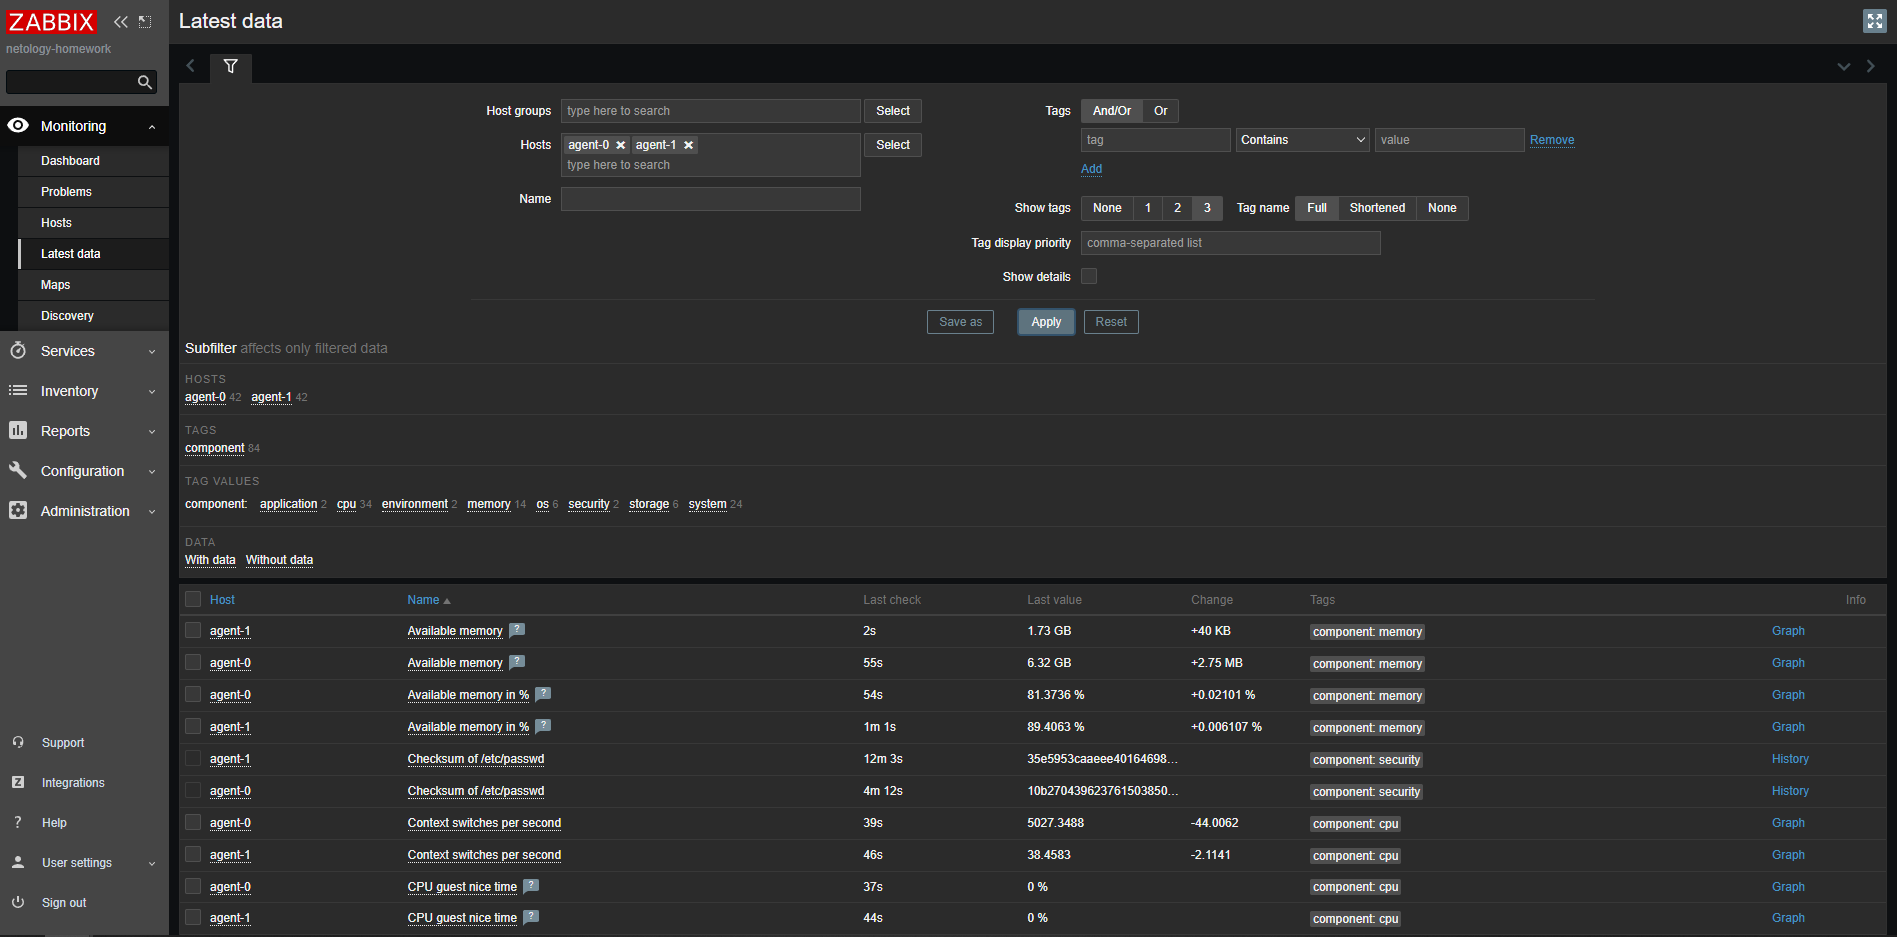 ZABBIX
netology-homework
Monitoring
Dashboard
Problems
Hosts
Latest data
Maps
Discovery
Services
Inventory
Reports
Configuration
Administration
Support
Integrations
Help
User settings
Sign out
Latest data
Host groups type here to search Select
Hosts agent-0 agent-1 Select
type here to search
Name
Tags And/Or Or
tag Contains value Remove
Add
Show tags None 1 2 3 Tag name Full Shortened None
Tag display priority comma-separated list
Show details
Save as Apply Reset
Subfilter affects only filtered data
HOSTS
agent-0 42 agent-1 42
TAGS
component 84
TAG VALUES
component: application 2 cpu 34 environment 2 memory 14 os 6 security 2 storage 6 system 24
DATA
With data Without data
Host Name Last check Last value Change Tags Info
agent-1 Available memory ? 2s 1.73 GB +40 KB component: memory Graph
agent-0 Available memory ? 55s 6.32 GB +2.75 MB component: memory Graph
agent-0 Available memory in % ? 54s 81.3736 % +0.02101 % component: memory Graph
agent-1 Available memory in % ? 1m 1s 89.4063 % +0.006107 % component: memory Graph
agent-1 Checksum of /etc/passwd 12m 3s 35e5953caaeee40164698... component: security History
agent-0 Checksum of /etc/passwd 4m 12s 10b270439623761503850... component: security History
agent-0 Context switches per second 39s 5027.3488 -44.0062 component: cpu Graph
agent-1 Context switches per second 46s 38.4583 -2.1141 component: cpu Graph
agent-0 CPU guest nice time ? 37s 0 % component: cpu Graph
agent-1 CPU guest nice time ? 44s 0 % component: cpu Graph